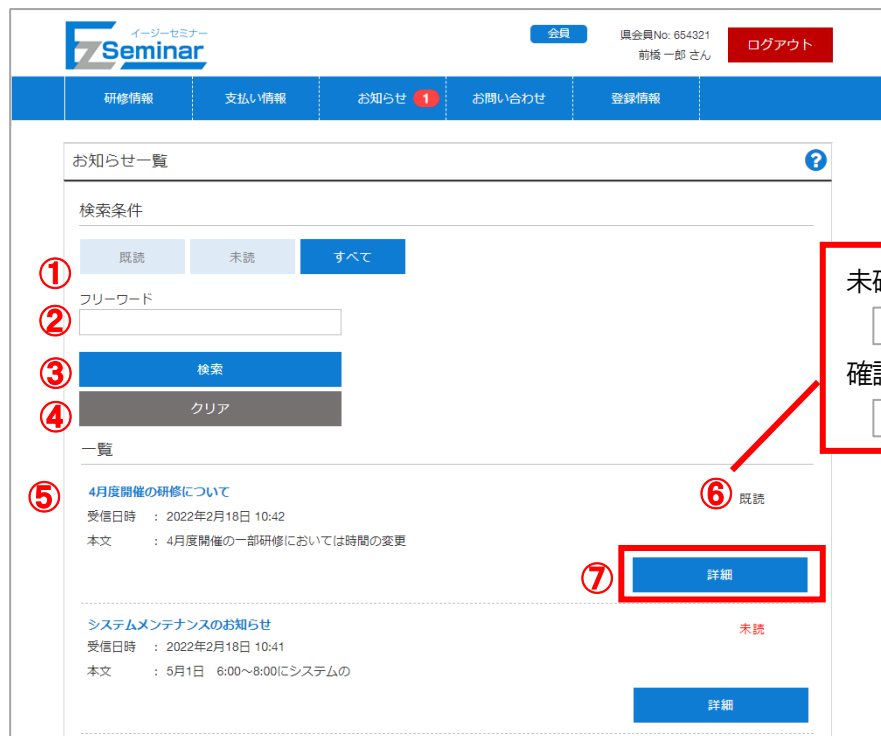 イージーセミナー
EzSeminar
会員
県会員No: 654321
前橋 一郎 さん
ログアウト
研修情報 支払い情報 お知らせ 1 お問い合わせ 登録情報
お知らせ一覧 ?
検索条件
① 既読 未読 すべて
フリーワード
②
③ 検索
④ クリア
未確
確認
一覧
⑤ 4月度開催の研修について ⑥ 既読
受信日時 : 2022年2月18日 10:42
本文 : 4月度開催の一部研修においては時間の変更
⑦ 詳細
システムメンテナンスのお知らせ 未読
受信日時 : 2022年2月18日 10:41
本文 : 5月1日 6:00～8:00にシステムの
詳細